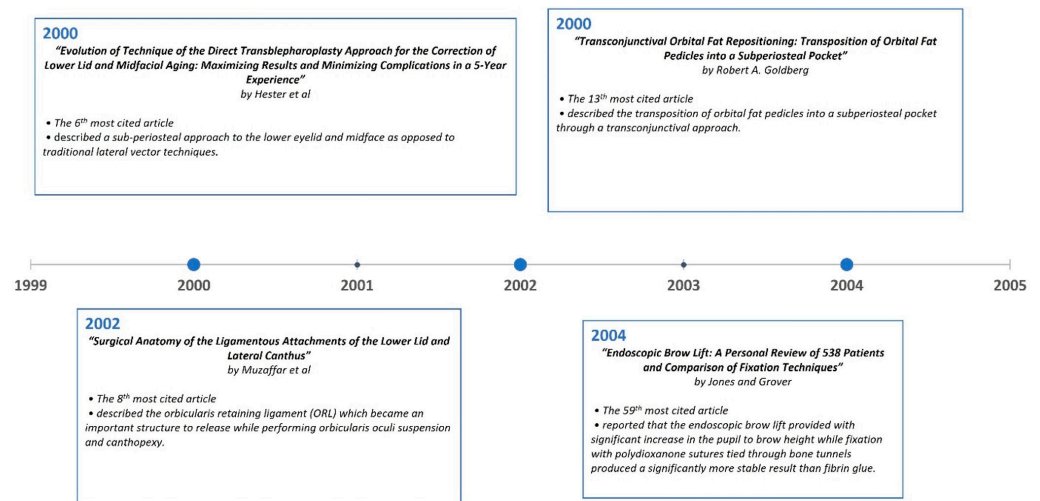 2000
“Evolution of Technique of the Direct Transblepharoplasty Approach for the Correction of
Lower Lid and Midfacial Aging: Maximizing Results and Minimizing Complications in a 5-Year
Experience”
by Hester et al
• The 6th most cited article
• described a sub-periosteal approach to the lower eyelid and midface as opposed to
traditional lateral vector techniques.
2000
“Transconjunctival Orbital Fat Repositioning: Transposition of Orbital Fat
Pedicles into a Subperiosteal Pocket”
by Robert A. Goldberg
• The 13th most cited article
• described the transposition of orbital fat pedicles into a subperiosteal pocket
through a transconjunctival approach.
1999 2000 2001 2002 2003 2004 2005
2002
“Surgical Anatomy of the Ligamentous Attachments of the Lower Lid and
Lateral Canthus”
by Muzaffar et al
• The 8th most cited article
• described the orbicularis retaining ligament (ORL) which became an
important structure to release while performing orbicularis oculi suspension
and canthopexy.
2004
“Endoscopic Brow Lift: A Personal Review of 538 Patients
and Comparison of Fixation Techniques”
by Jones and Grover
• The 59th most cited article
• reported that the endoscopic brow lift provided with
significant increase in the pupil to brow height while fixation
with polydioxanone sutures tied through bone tunnels
produced a significantly more stable result than fibrin glue.